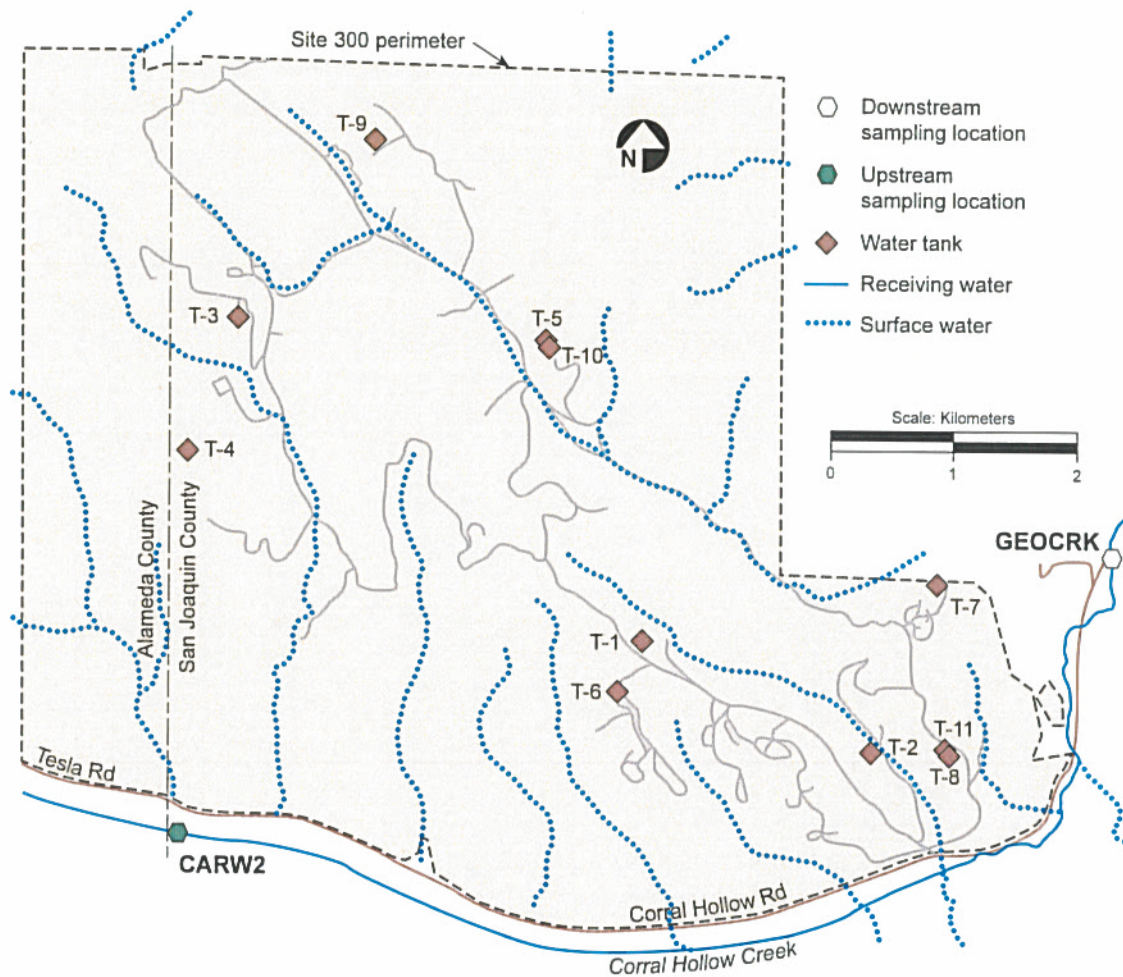 Site 300 perimeter
T-9
N
Downstream
sampling location
Upstream
sampling location
Water tank
Receiving water
Surface water
T-3
T-5
T-10
T-4
Scale: Kilometers
0 1 2
Alameda County
San Joaquin County
GEOCRK
T-7
T-1
T-6
T-2
T-11
T-8
Tesla Rd
CARW2
Corral Hollow Rd
Corral Hollow Creek